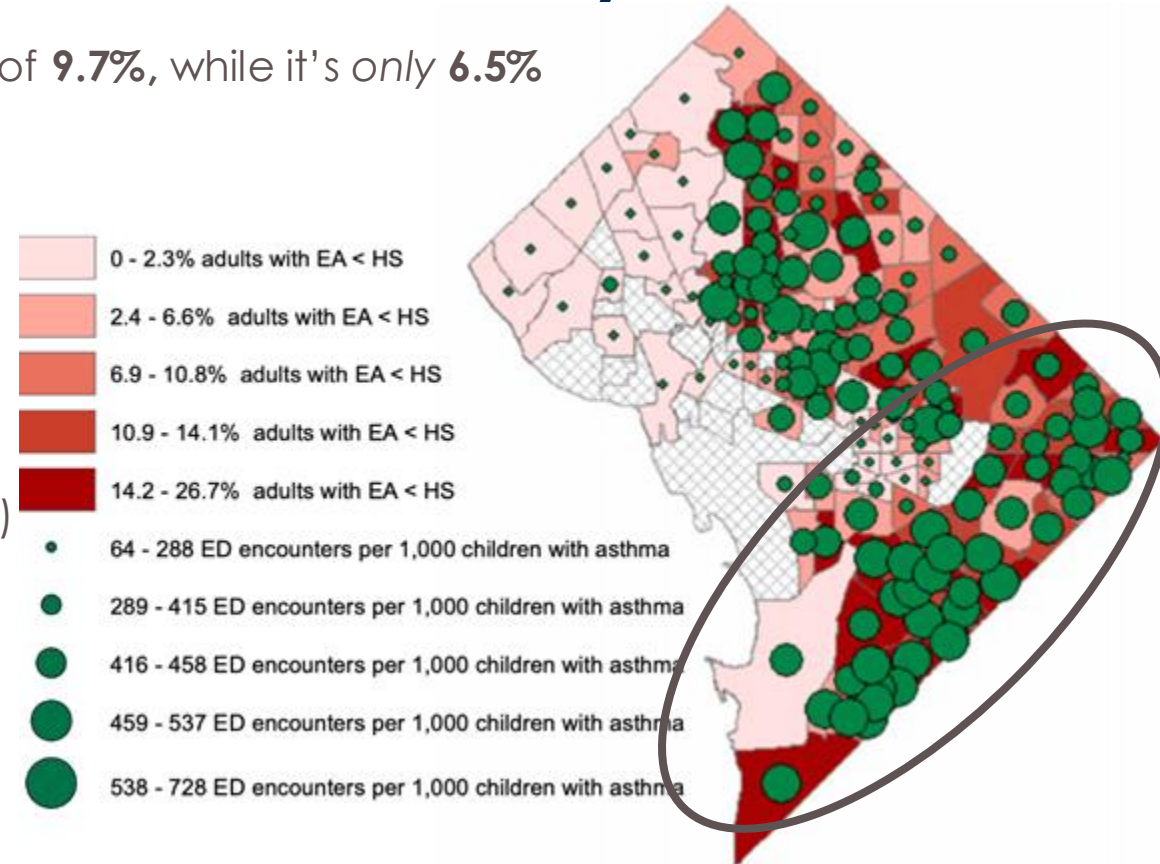 of 9.7%, while it's only 6.5%
0 - 2.3% adults with EA < HS
2.4 - 6.6% adults with EA < HS
6.9 - 10.8% adults with EA < HS
10.9 - 14.1% adults with EA < HS
14.2 - 26.7% adults with EA < HS
)
64 - 288 ED encounters per 1,000 children with asthma
289 - 415 ED encounters per 1,000 children with asthma
416 - 458 ED encounters per 1,000 children with asthma
459 - 537 ED encounters per 1,000 children with asthma
538 - 728 ED encounters per 1,000 children with asthma